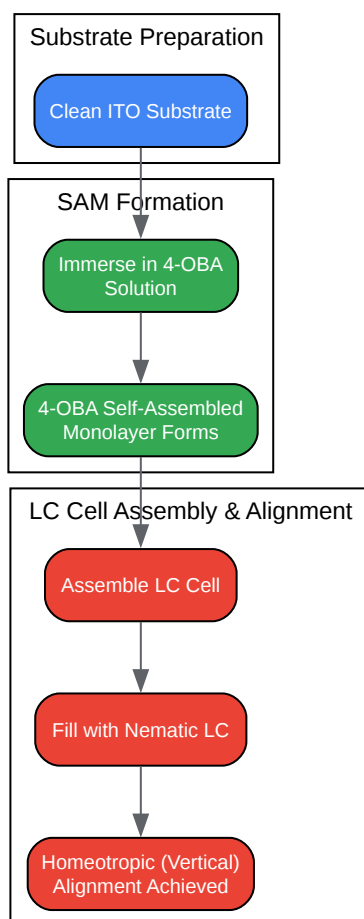 Substrate Preparation
Clean ITO Substrate
SAM Formation
Immerse in 4-OBA
Solution
4-OBA Self-Assembled
Monolayer Forms
LC Cell Assembly & Alignment
Assemble LC Cell
Fill with Nematic LC
Homeotropic (Vertical)
Alignment Achieved